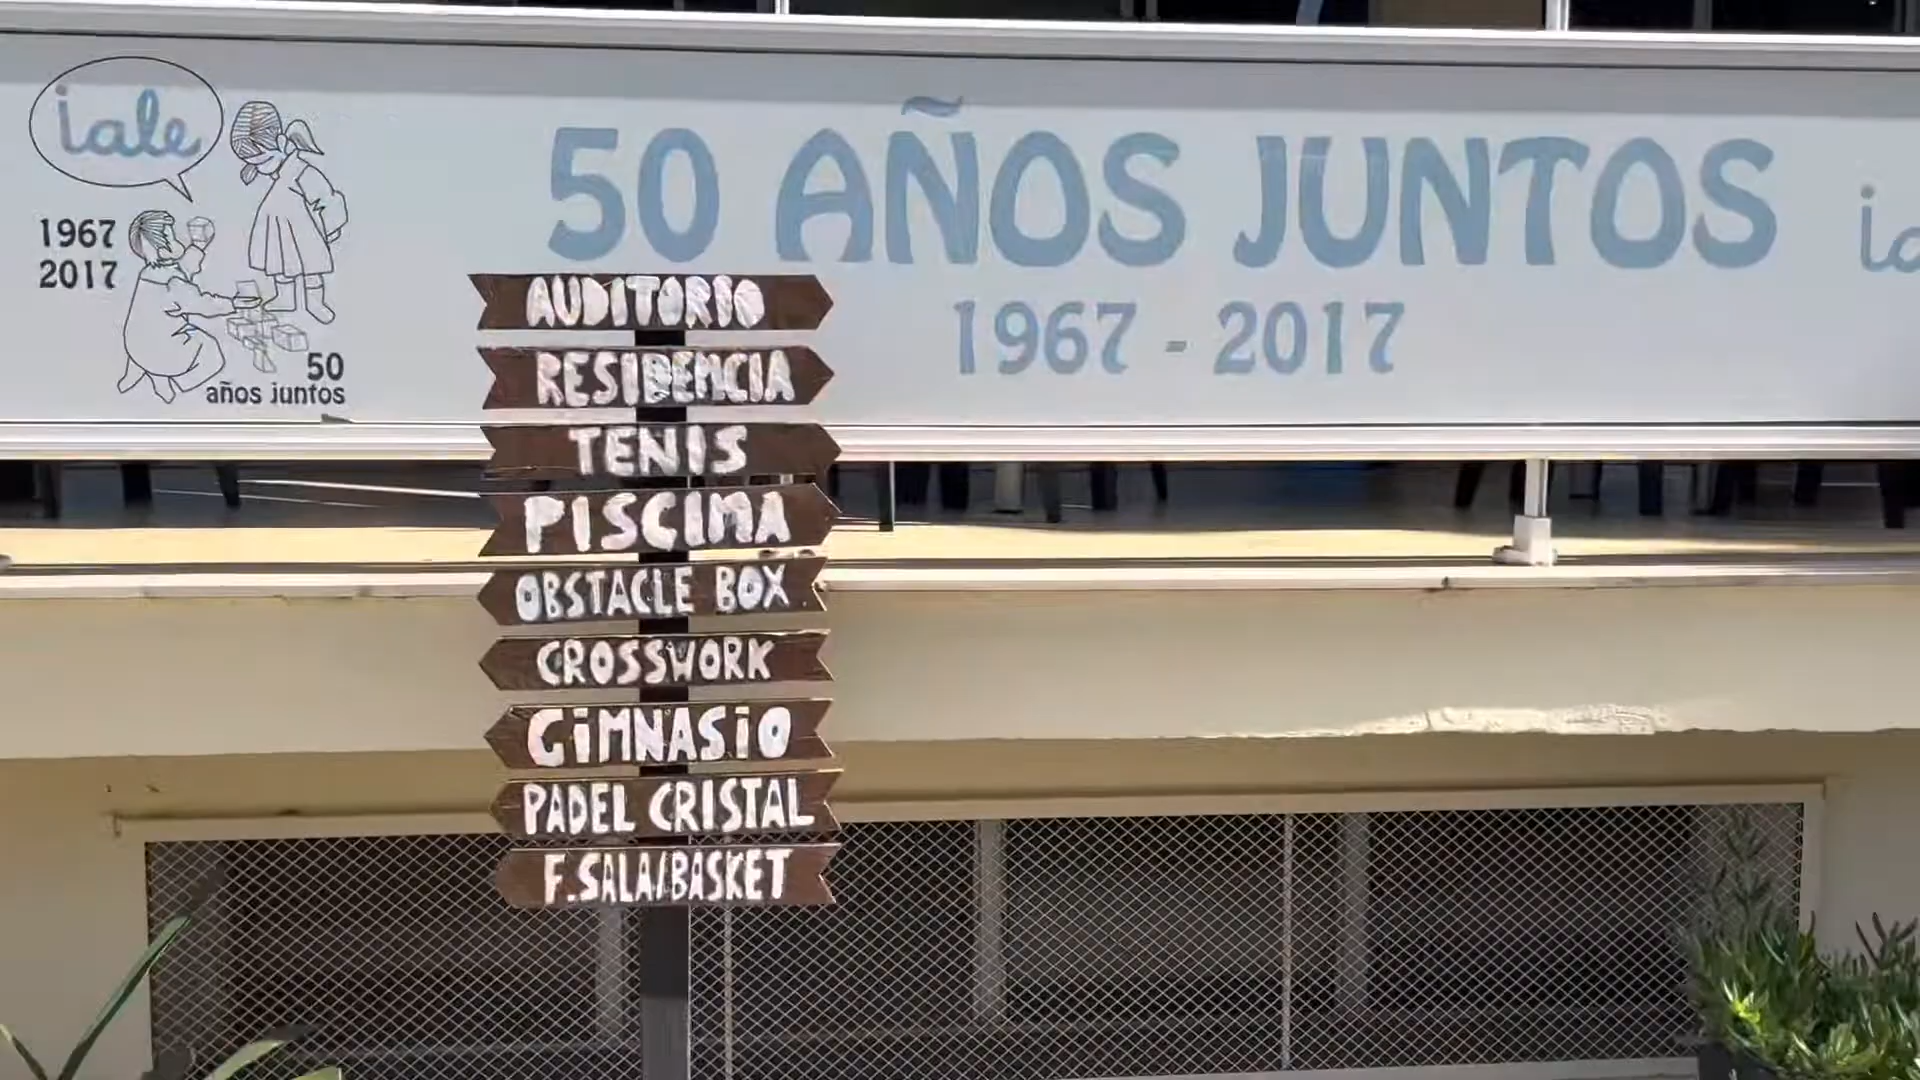 iale
1967
2017
50
años juntos
50 AÑOS JUNTOS
1967 - 2017
AUDITORIO
RESIDENCIA
TENIS
PISCINA
OBSTACLE BOX
CROSSWORK
GiMNASiO
PADEL CRISTAL
F.SALA/BASKET